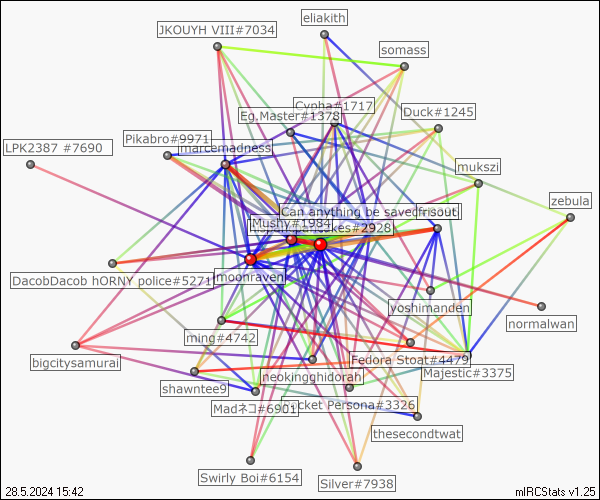 eliakith
JKOUYH VIII#7034
somass
Cypha#1717
Duck#1245
Eg.Master#1378
Pikabro#9971
LPK2387 #7690
marcemadness
mukszi
zebula
Can anything be saved
frisout
Mushy#1984
kes#2928
moonraven
DacobDacob hORNY police#5271
yoshimanden
normalwan
ming#4742
bigcitysamurai
Fedora Stoat#4479
Majestic#3375
neokingghidorah
shawntee9
Madネコ#6901
cket Persona#3326
thesecondtwat
Swirly Boi#6154
Silver#7938
28.5.2024 15:42
mIRCStats v1.25